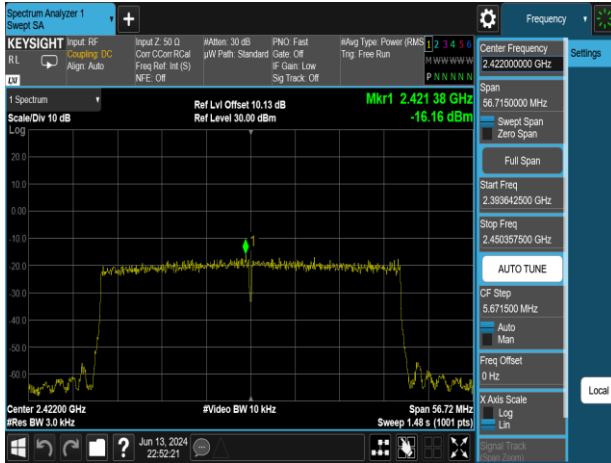 Spectrum Analyzer 1
Swept SA
+
Frequency
KEYSIGHT
RL
Input: RF
Coupling: DC
Align: Auto
Input Z: 50 Ω
Corr CCorr RCal
Freq Ref: Int (S)
NFE: Off
#Atten: 30 dB
µW Path: Standard
PNO: Fast
Gate: Off
IF Gain: Low
Sig Track: Off
#Avg Type: Power (RMS
Trig: Free Run
1 2 3 4 5 6
M W W W W W
P N N N N N
LXI
1 Spectrum
Scale/Div 10 dB
Ref Lvl Offset 10.13 dB
Ref Level 30.00 dBm
Mkr1 2.421 38 GHz
-16.16 dBm
Log
20.0
10.0
0.00
-10.0
-20.0
-30.0
-40.0
-50.0
-60.0
1
Center 2.42200 GHz
#Res BW 3.0 kHz
#Video BW 10 kHz
Span 56.72 MHz
Sweep 1.48 s (1001 pts)
Center Frequency
2.422000000 GHz
Span
56.7150000 MHz
Swept Span
Zero Span
Full Span
Start Freq
2.393642500 GHz
Stop Freq
2.450357500 GHz
AUTO TUNE
CF Step
5.671500 MHz
Auto
Man
Freq Offset
0 Hz
X Axis Scale
Log
Lin
Signal Track
(Span Zoom)
Settings
Local
?
Jun 13, 2024
22:52:21